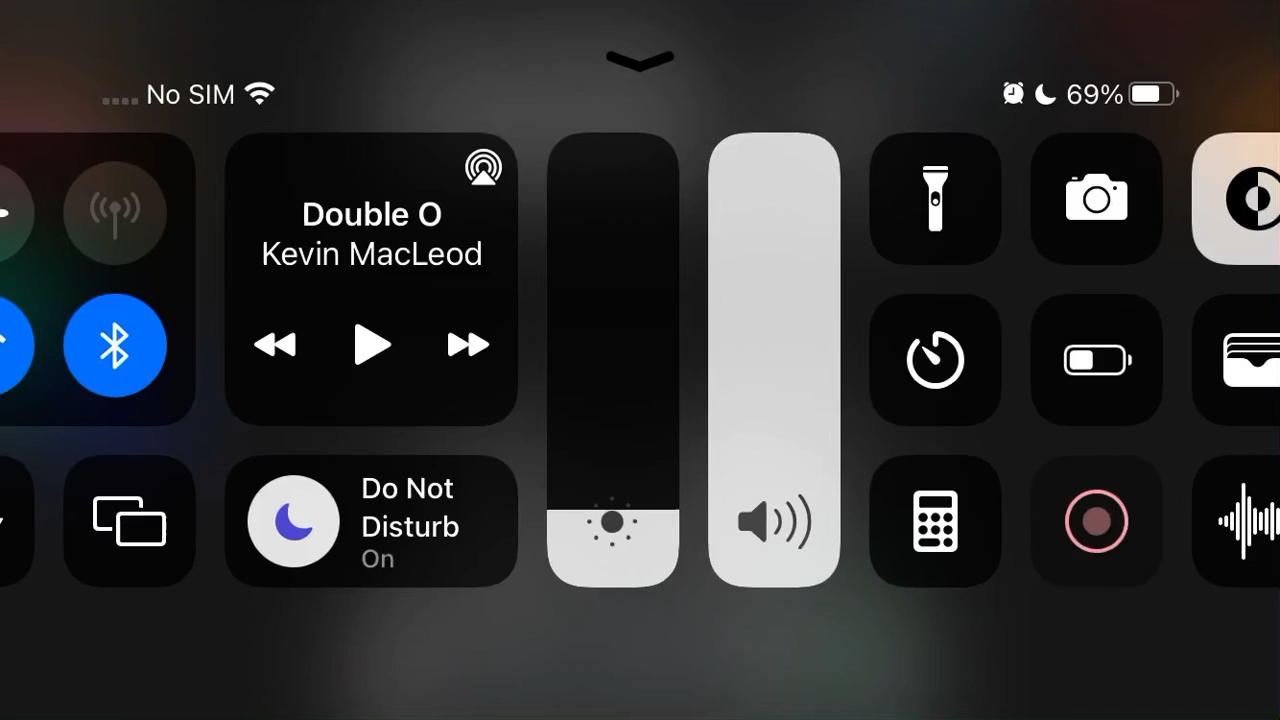 No SIM
69%
Double O
Kevin MacLeod
Do Not
Disturb
On